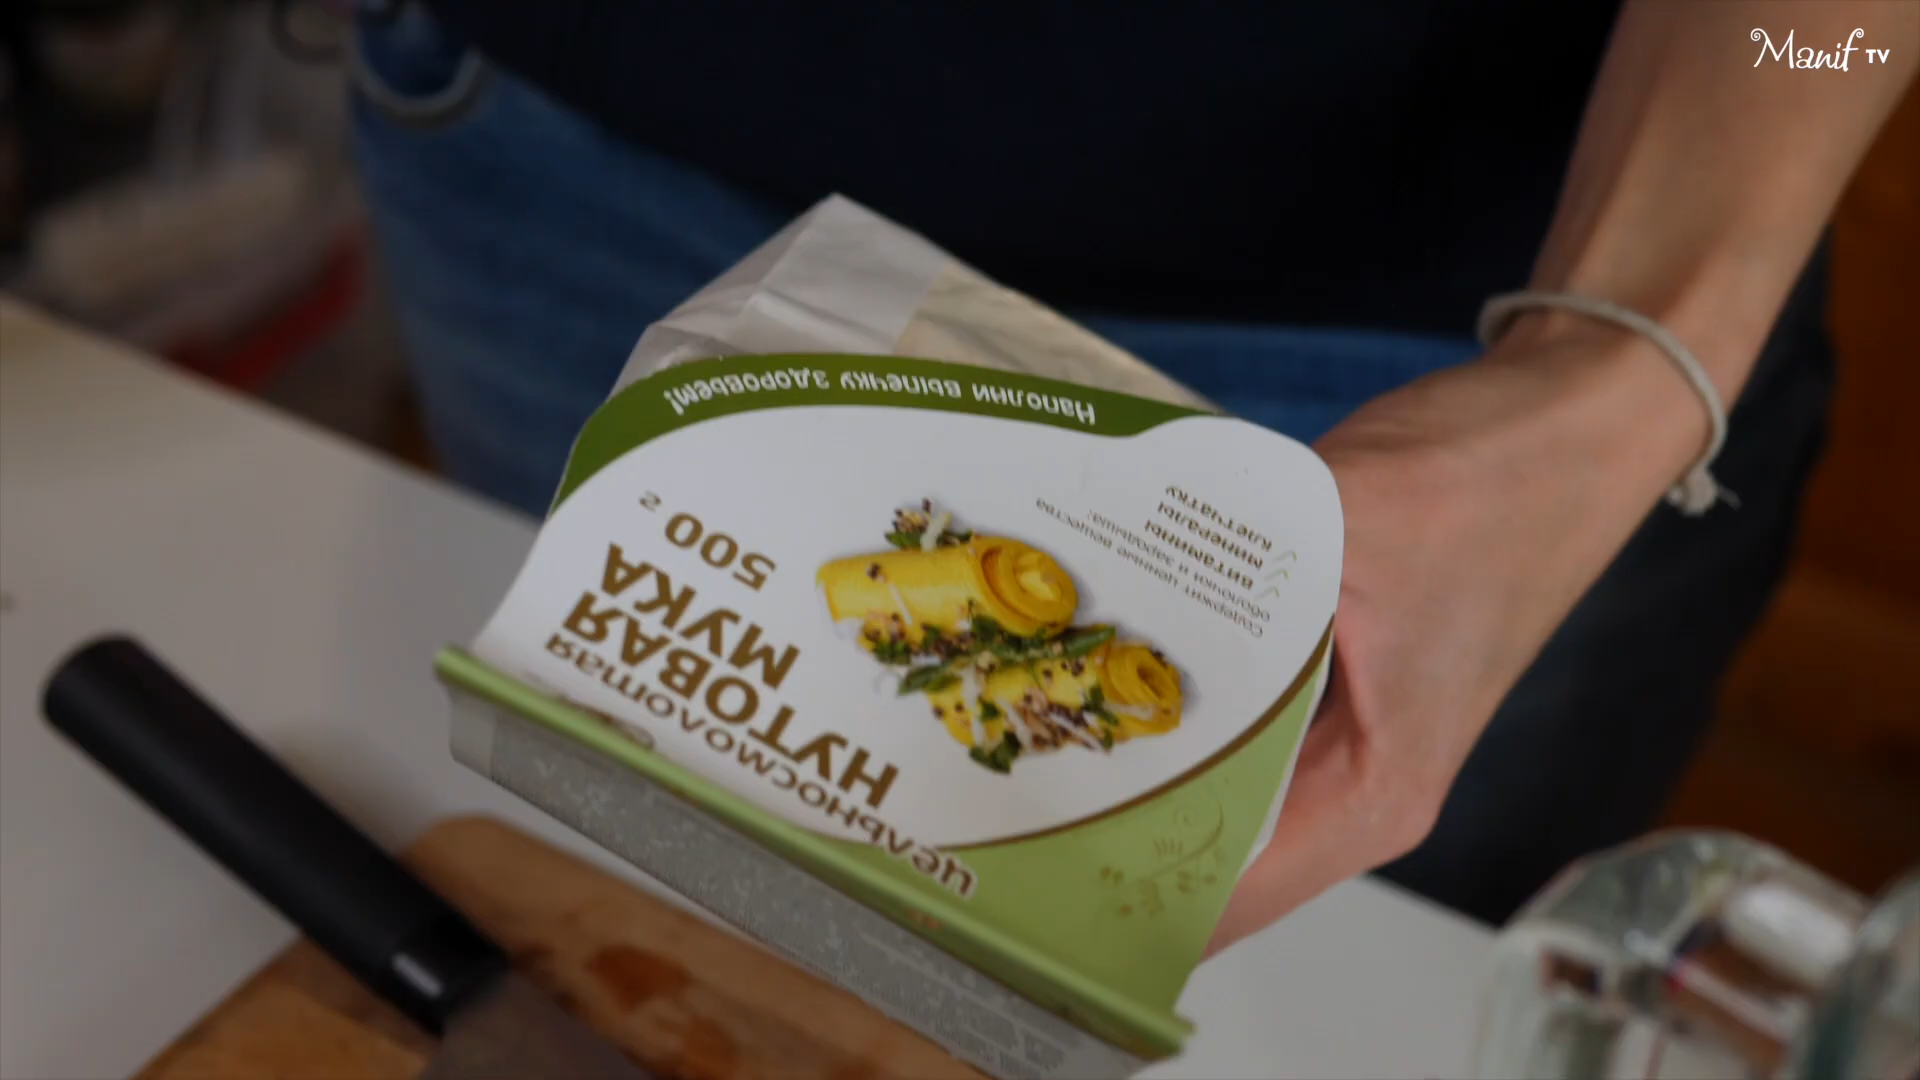 Manif TV
цельносмолотая
НУТОВАЯ
МУКА
500 г
Содержит ценные вещества
оболочки и зародыша:
витамины
минералы
клетчатку
Наполни выпечку здоровьем!